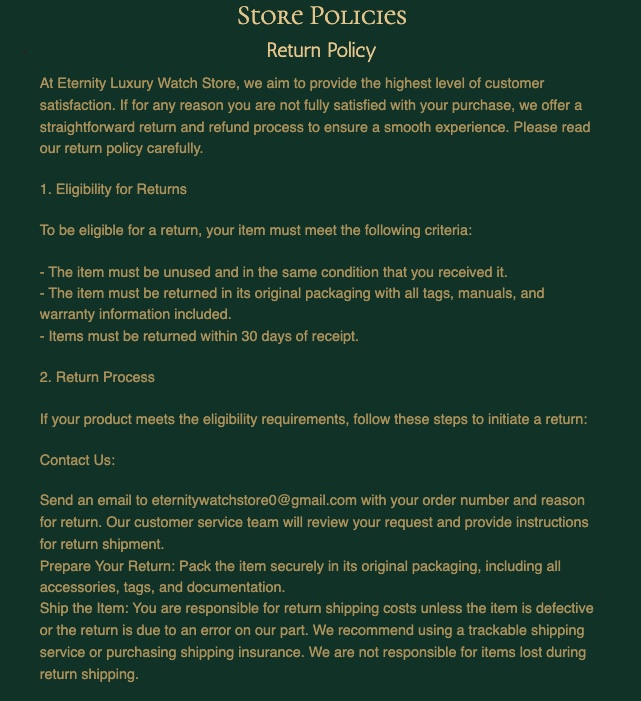 Store Policies
Return Policy
At Eternity Luxury Watch Store, we aim to provide the highest level of customer
satisfaction. If for any reason you are not fully satisfied with your purchase, we offer a
straightforward return and refund process to ensure a smooth experience. Please read
our return policy carefully.
1. Eligibility for Returns
To be eligible for a return, your item must meet the following criteria:
- The item must be unused and in the same condition that you received it.
- The item must be returned in its original packaging with all tags, manuals, and
warranty information included.
- Items must be returned within 30 days of receipt.
2. Return Process
If your product meets the eligibility requirements, follow these steps to initiate a return:
Contact Us:
Send an email to eternitywatchstore0@gmail.com with your order number and reason
for return. Our customer service team will review your request and provide instructions
for return shipment.
Prepare Your Return: Pack the item securely in its original packaging, including all
accessories, tags, and documentation.
Ship the Item: You are responsible for return shipping costs unless the item is defective
or the return is due to an error on our part. We recommend using a trackable shipping
service or purchasing shipping insurance. We are not responsible for items lost during
return shipping.